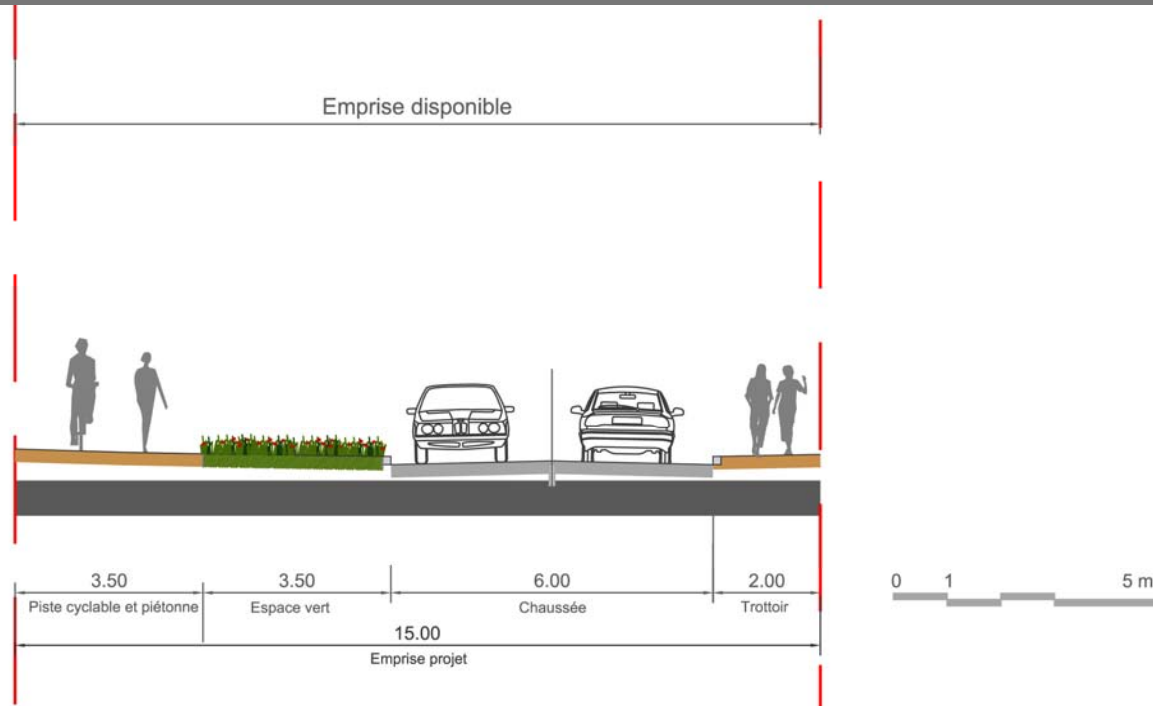 Emprise disponible
3.50 3.50 6.00 2.00
Piste cyclable et piétonne Espace vert Chaussée Trottoir
0 1 5 m
15.00
Emprise projet